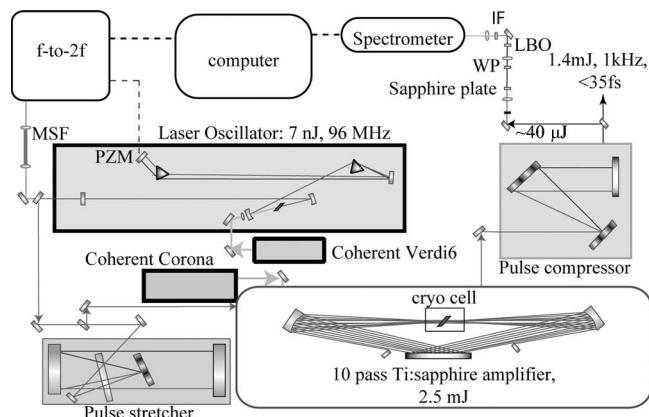 f-to-2f
computer
Spectrometer
IF
LBO
WP
Sapphire plate
1.4mJ, 1kHz,
<35fs
~40 μJ
MSF
Laser Oscillator: 7 nJ, 96 MHz
PZM
Coherent Verdi6
Coherent Corona
Pulse compressor
cryo cell
10 pass Ti:sapphire amplifier,
2.5 mJ
Pulse stretcher